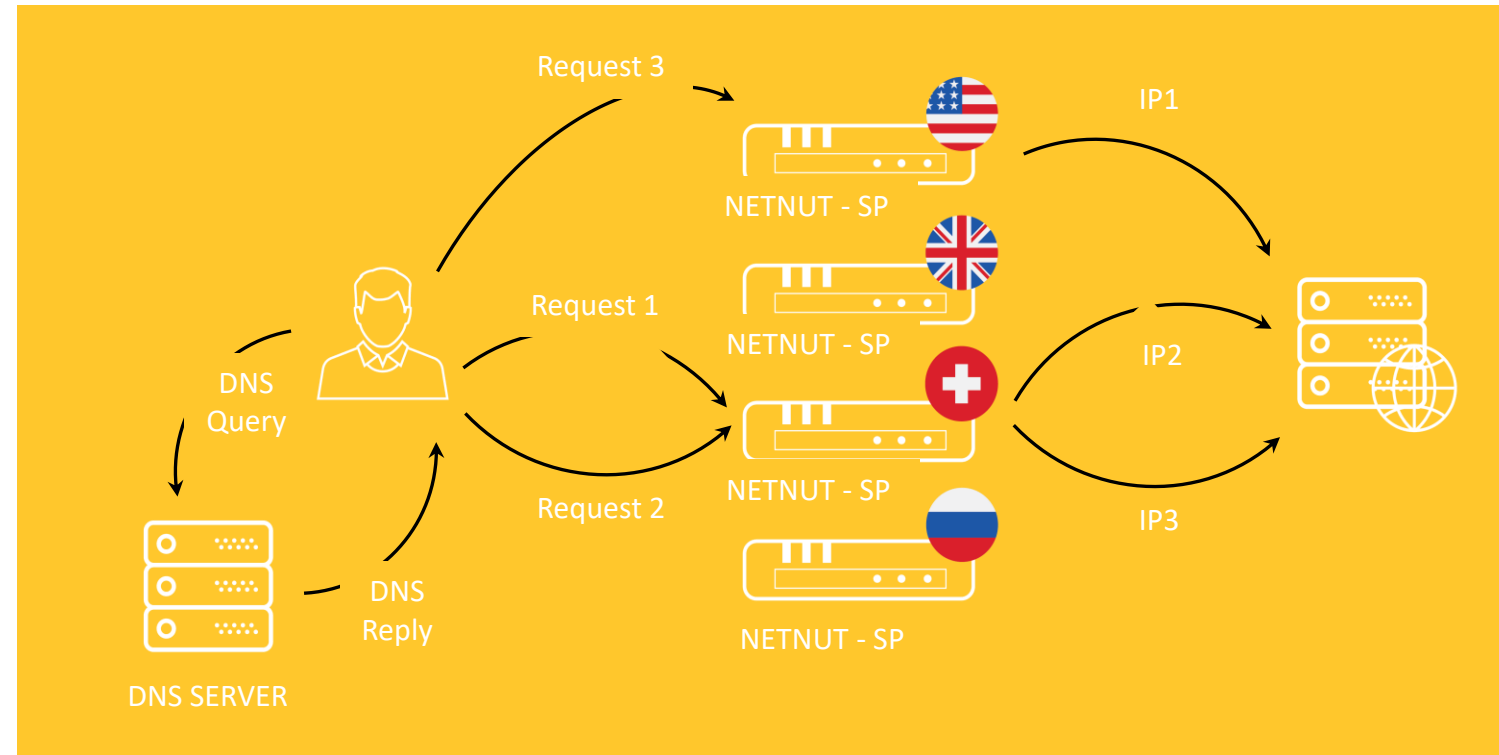 Request 3
IP1
NETNUT - SP
Request 1
NETNUT - SP
IP2
DNS
Query
NETNUT - SP
Request 2
IP3
DNS
Reply
NETNUT - SP
DNS SERVER